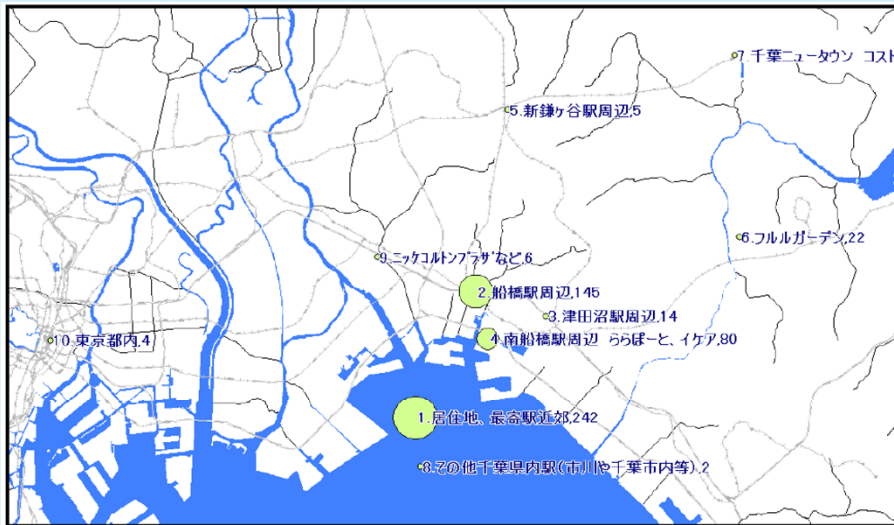 7.千葉ニュータウン コスト
5.新鎌ヶ谷駅周辺,5
6.フルルガーデン,22
9.ニッケコルトンプラザなど,6
2.船橋駅周辺,145
3.津田沼駅周辺,14
10.東京都内,4
4.南船橋駅周辺 ららぽーと、イケア,80
1.居住地、最寄駅近郊,242
8.その他千葉県内駅(市川や千葉市内等),2